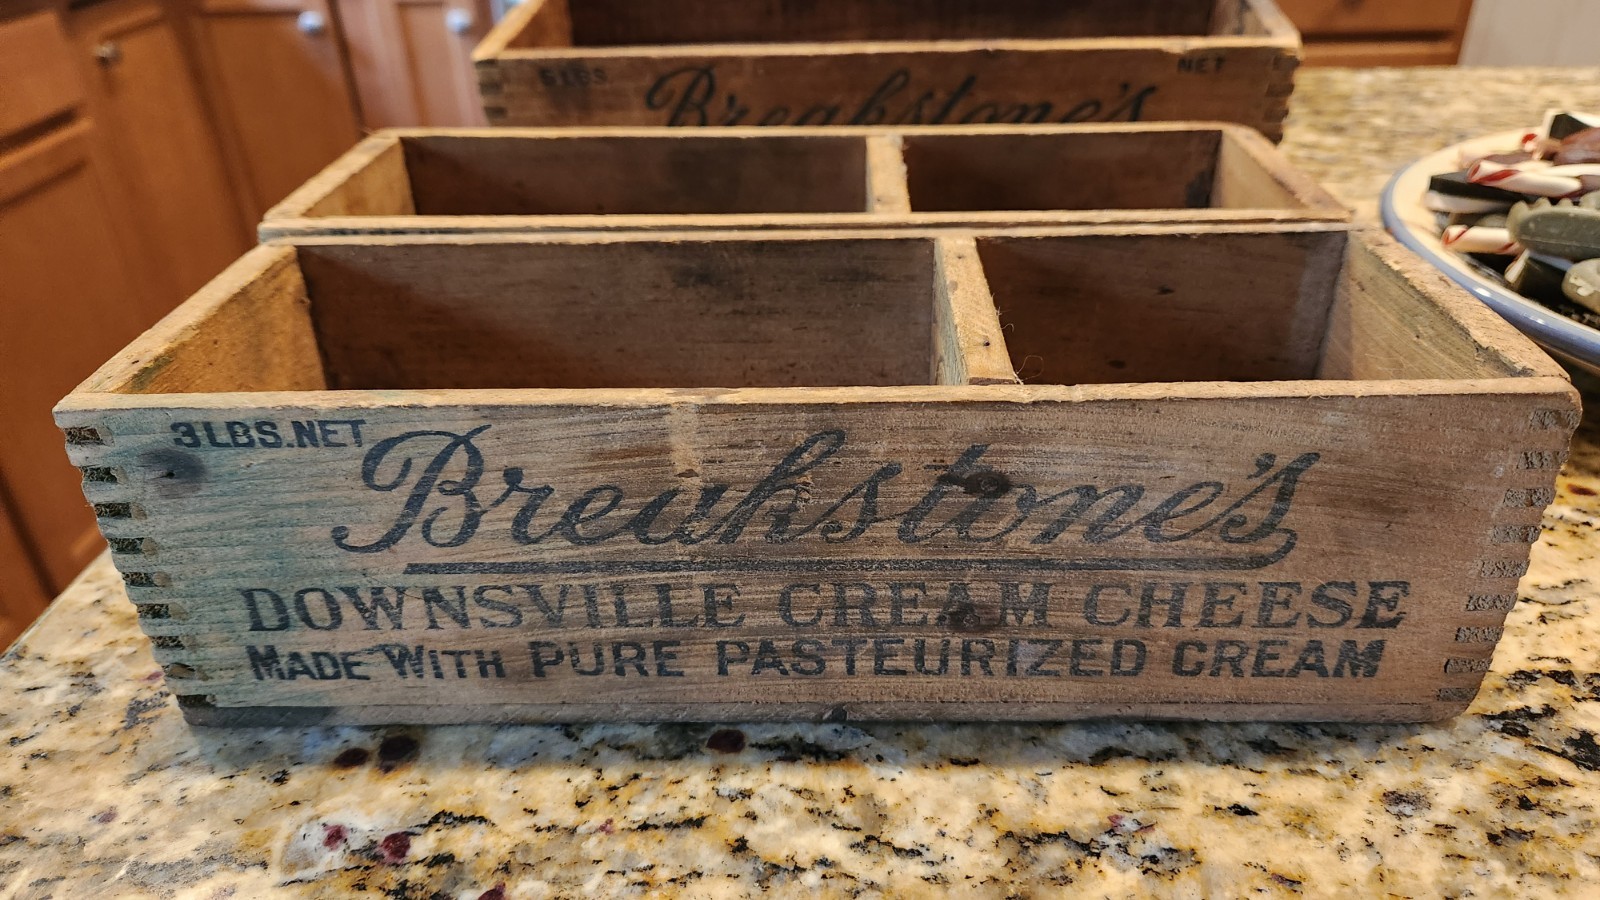 5 LBS. NET
Breakstone's
3 LBS. NET
Breakstone's
DOWNSVILLE CREAM CHEESE
MADE WITH PURE PASTEURIZED CREAM